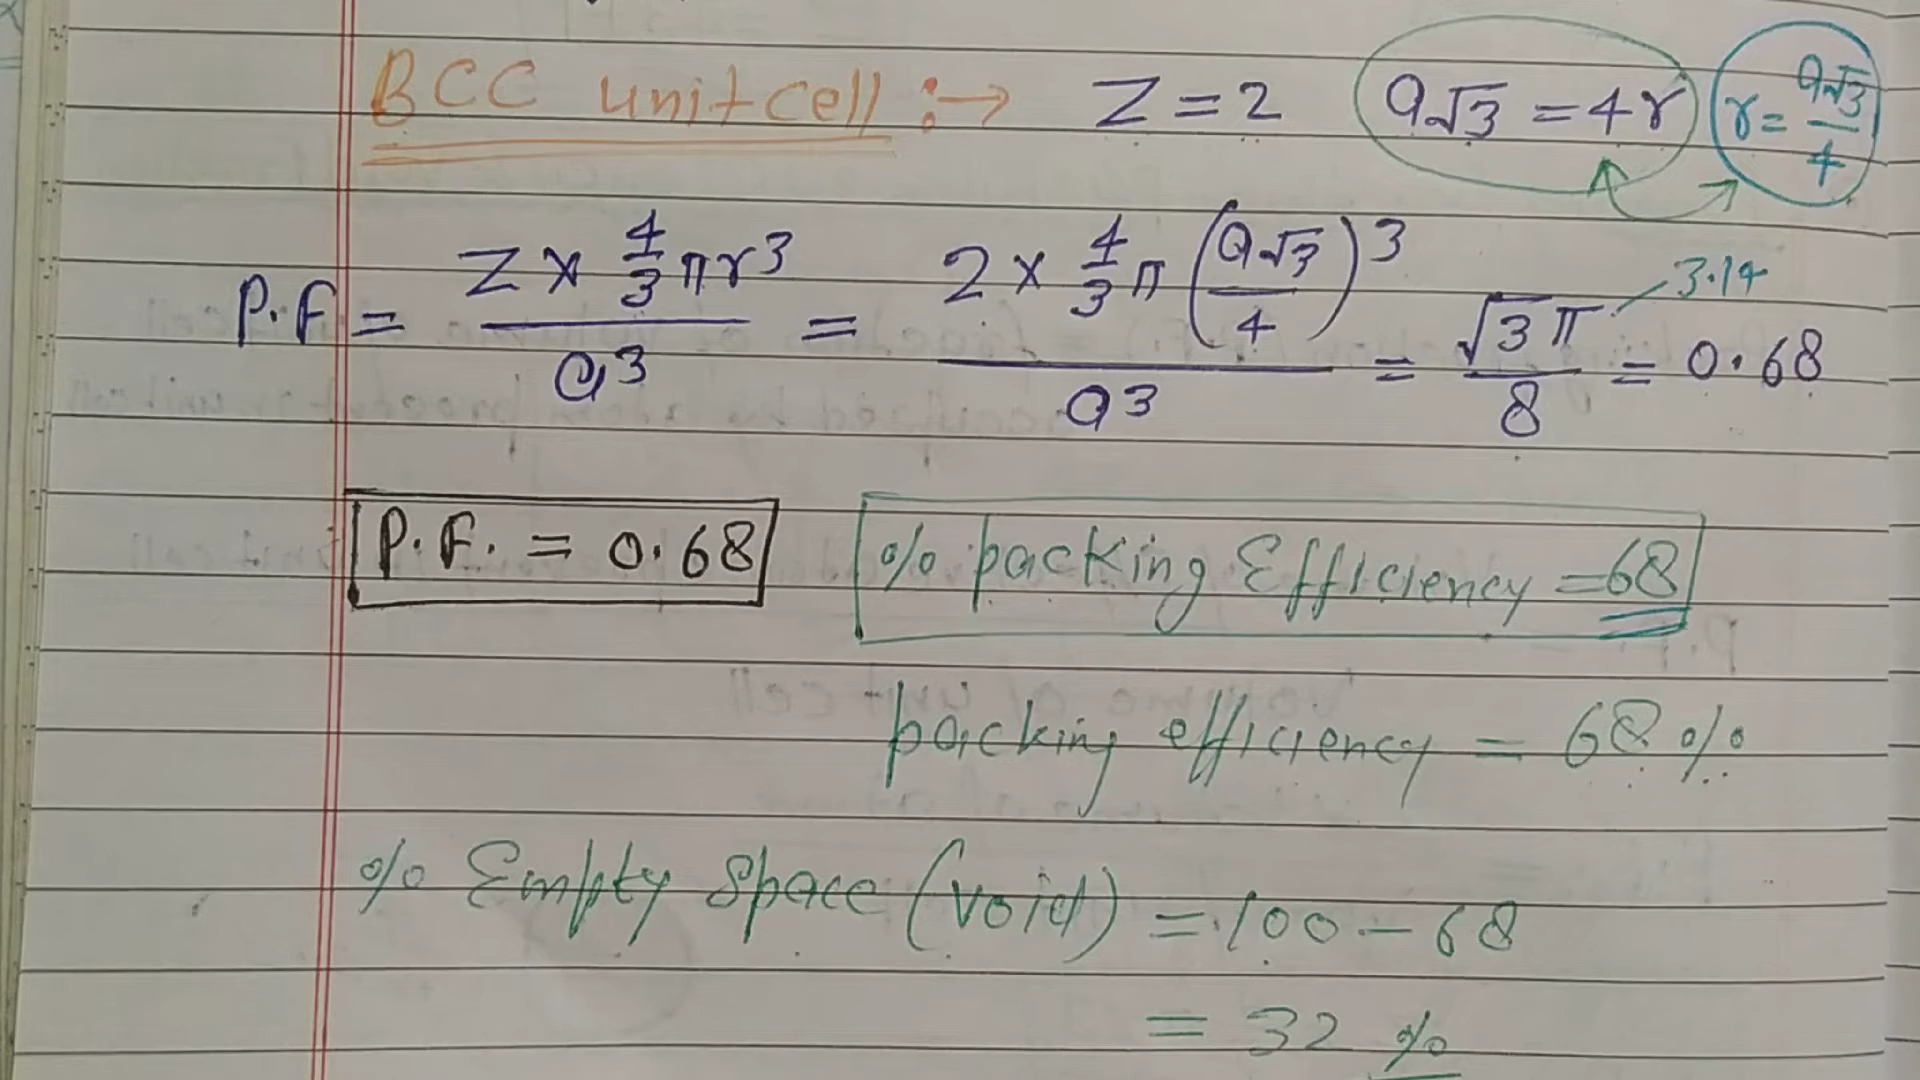 BCC unit cell :→ Z = 2 a√3 = 4r r = a√3/4
P.F = Z × 4/3 πr³ / a³ = 2 × 4/3 π (a√3/4)³ / a³ = √3 π / 8 = 0.68
3.14
P.F. = 0.68 % packing Efficiency = 68
packing efficiency = 68 %
% Empty Space (void) = 100 - 68
= 32 %